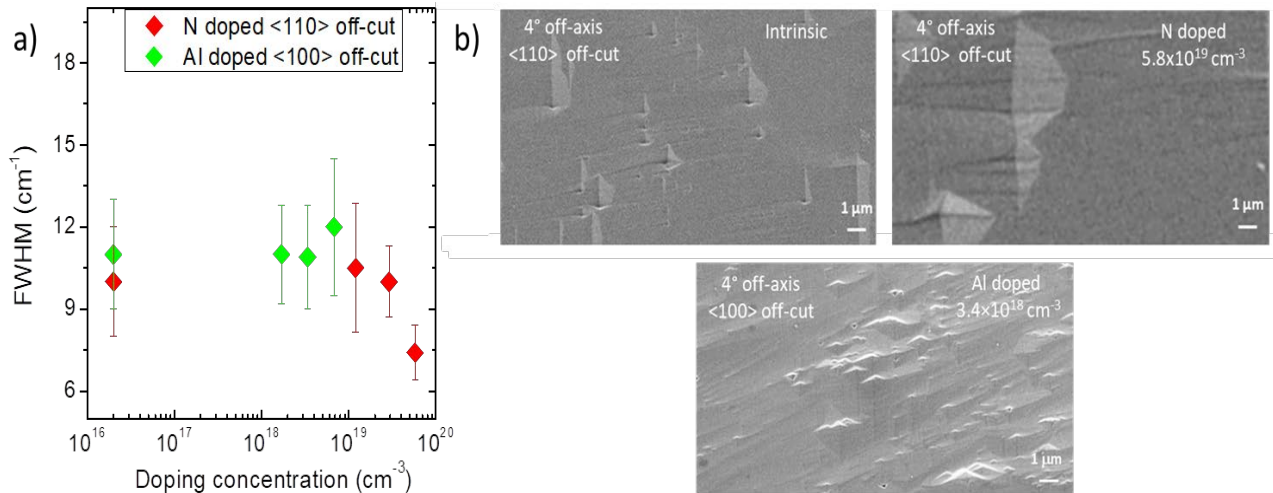 a)
N doped <110> off-cut
Al doped <100> off-cut
18
15
12
9
6
FWHM (cm⁻¹)
10¹⁶ 10¹⁷ 10¹⁸ 10¹⁹ 10²⁰
Doping concentration (cm⁻³)
b)
4° off-axis
<110> off-cut
Intrinsic
1 µm
4° off-axis
<110> off-cut
N doped
5.8x10¹⁹ cm⁻³
1 µm
4° off-axis
<100> off-cut
Al doped
3.4×10¹⁸ cm⁻³
1 µm